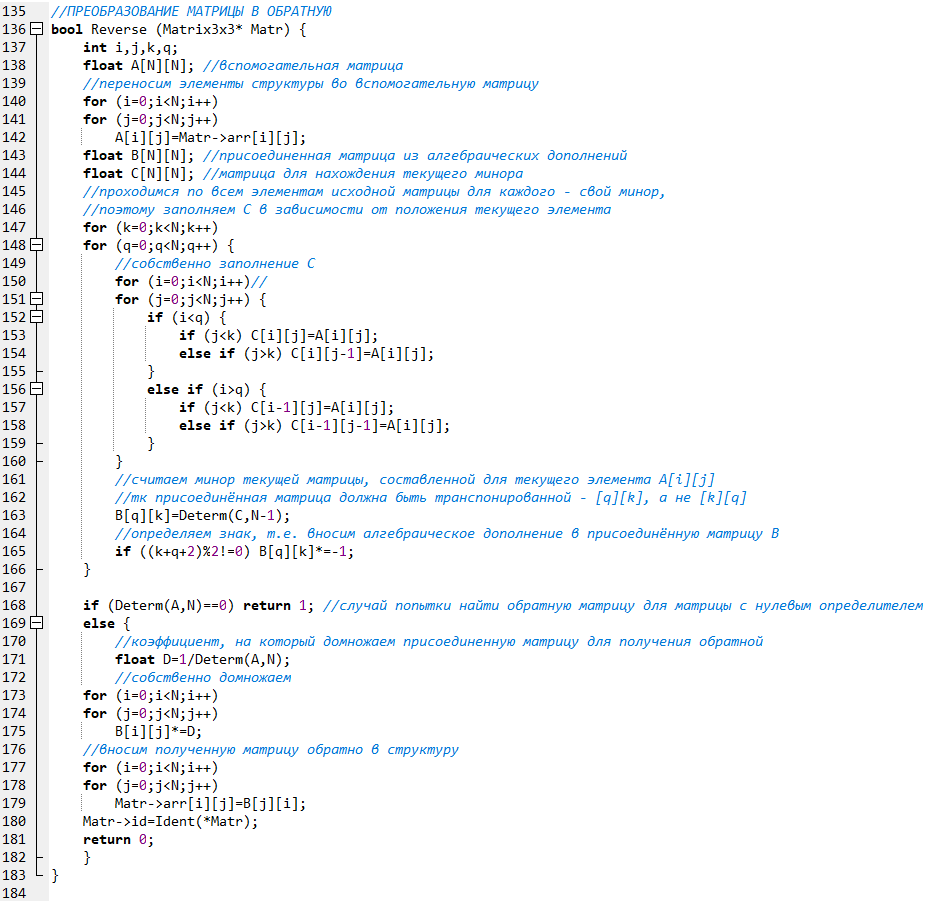 135 //ПРЕОБРАЗОВАНИЕ МАТРИЦЫ В ОБРАТНУЮ
136 bool Reverse (Matrix3x3* Matr) {
137     int i,j,k,q;
138     float A[N][N]; //вспомогательная матрица
139     //переносим элементы структуры во вспомогательную матрицу
140     for (i=0;i<N;i++)
141     for (j=0;j<N;j++)
142         A[i][j]=Matr->arr[i][j];
143     float B[N][N]; //присоединенная матрица из алгебраических дополнений
144     float C[N][N]; //матрица для нахождения текущего минора
145     //проходимся по всем элементам исходной матрицы для каждого - свой минор,
146     //поэтому заполняем С в зависимости от положения текущего элемента
147     for (k=0;k<N;k++)
148     for (q=0;q<N;q++) {
149         //собственно заполнение С
150         for (i=0;i<N;i++)//
151         for (j=0;j<N;j++) {
152             if (i<q) {
153                 if (j<k) C[i][j]=A[i][j];
154                 else if (j>k) C[i][j-1]=A[i][j];
155             }
156             else if (i>q) {
157                 if (j<k) C[i-1][j]=A[i][j];
158                 else if (j>k) C[i-1][j-1]=A[i][j];
159             }
160         }
161         //считаем минор текущей матрицы, составленной для текущего элемента A[i][j]
162         //тк присоединённая матрица должна быть транспонированной - [q][k], а не [k][q]
163         B[q][k]=Determ(C,N-1);
164         //определяем знак, т.е. вносим алгебраическое дополнение в присоединённую матрицу В
165         if ((k+q+2)%2!=0) B[q][k]*=-1;
166     }
167
168     if (Determ(A,N)==0) return 1; //случай попытки найти обратную матрицу для матрицы с нулевым определителем
169     else {
170         //коэффициент, на который домножаем присоединенную матрицу для получения обратной
171         float D=1/Determ(A,N);
172         //собственно домножаем
173     for (i=0;i<N;i++)
174     for (j=0;j<N;j++)
175         B[i][j]*=D;
176     //вносим полученную матрицу обратно в структуру
177     for (i=0;i<N;i++)
178     for (j=0;j<N;j++)
179         Matr->arr[i][j]=B[j][i];
180     Matr->id=Ident(*Matr);
181     return 0;
182     }
183 }
184